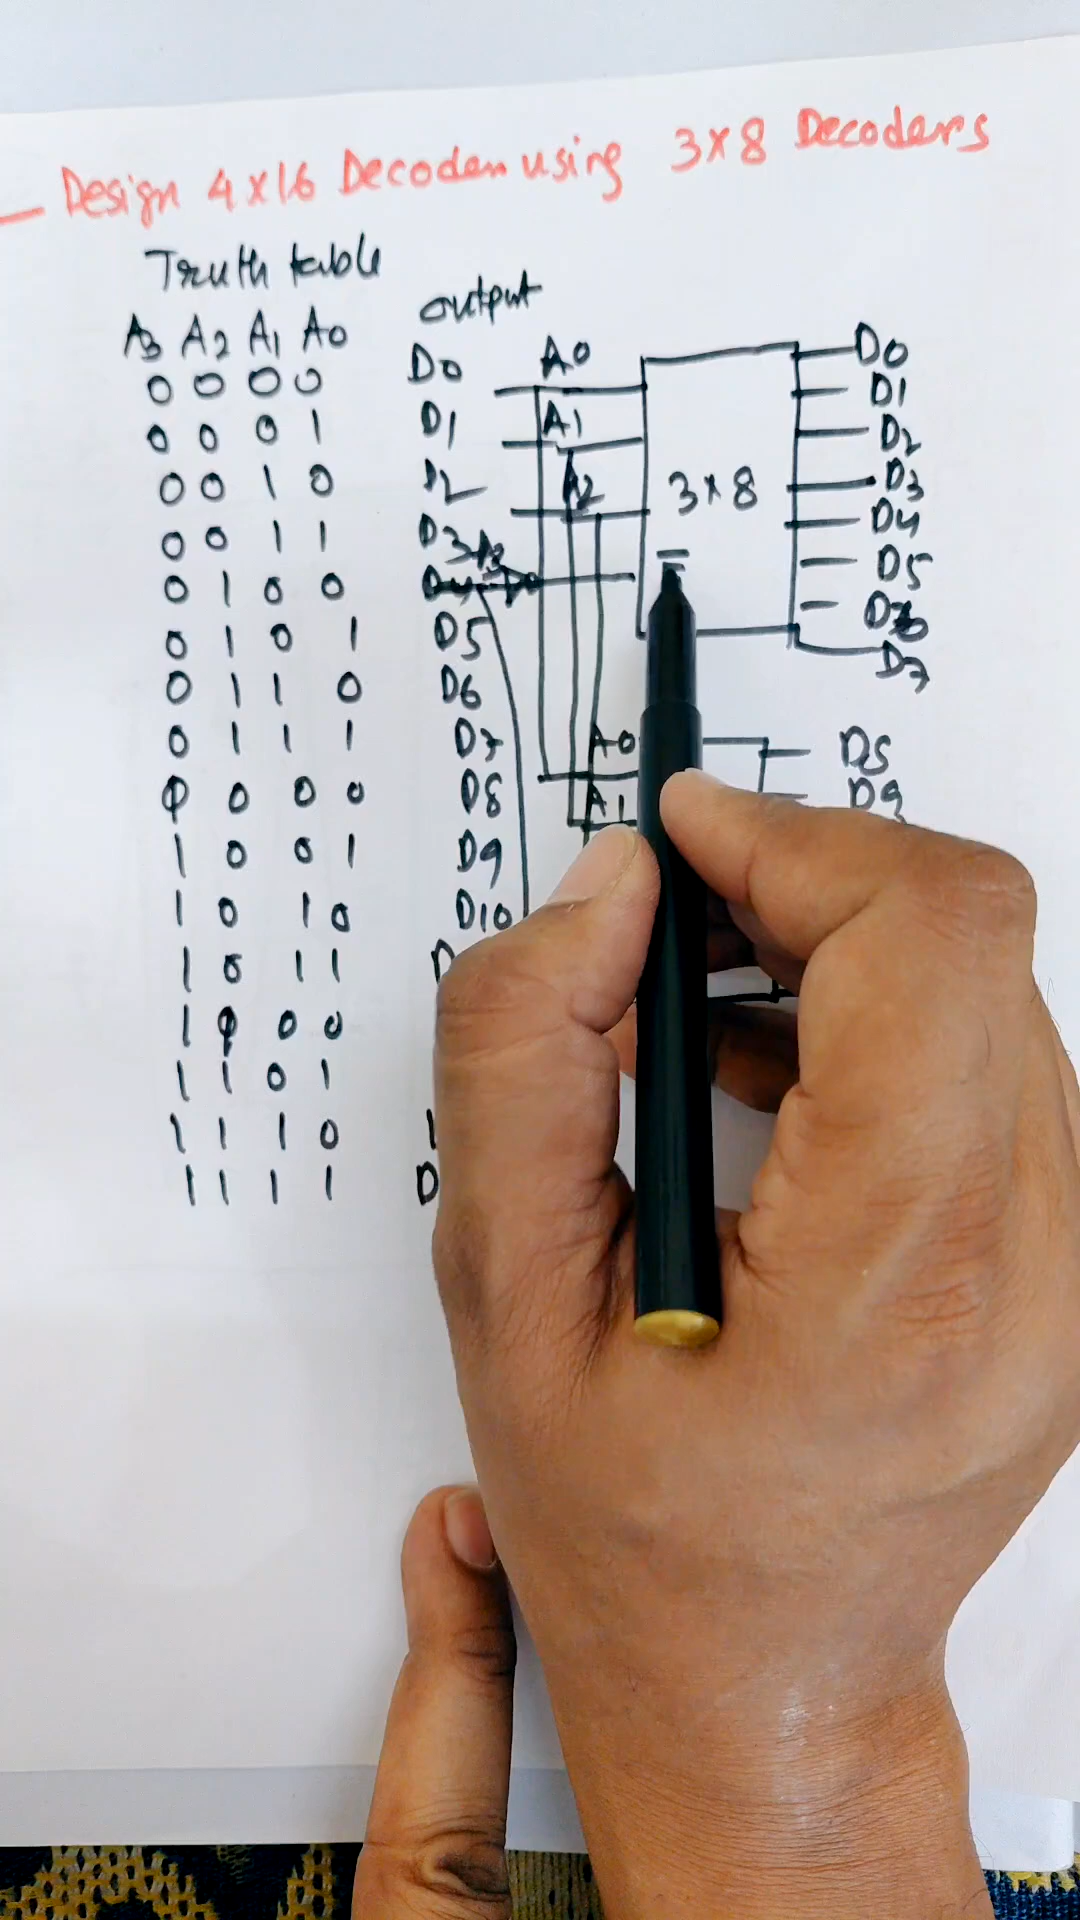 Design 4x16 Decoder using 3x8 Decoders
Truth table
output
A3 A2 A1 A0
0 0 0 0 D0
0 0 0 1 D1
0 0 1 0 D2
0 0 1 1 D3
0 1 0 0 D4
0 1 0 1 D5
0 1 1 0 D6
0 1 1 1 D7
1 0 0 0 D8
1 0 0 1 D9
1 0 1 0 D10
1 0 1 1 D
1 1 0 0
1 1 0 1
1 1 1 0
1 1 1 1 D
A0
A1
A2
A3
3x8
E
D0
D1
D2
D3
D4
D5
D6
D7
A0
A1
D8
D9